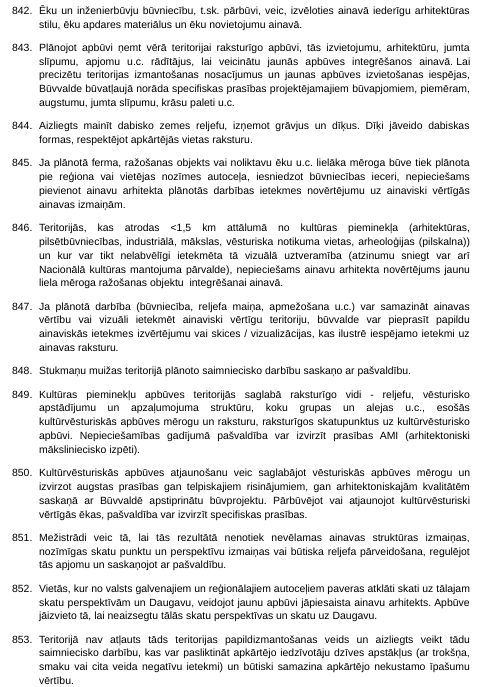 842. Ēku un inženierbūvju būvniecību, t.sk. pārbūvi, veic, izvēloties ainavā iederīgu arhitektūras
stilu, ēku apdares materiālus un ēku novietojumu ainavā.
843. Plānojot apbūvi ņemt vērā teritorijai raksturīgo apbūvi, tās izvietojumu, arhitektūru, jumta
slīpumu, apjomu u.c. rādītājus, lai veicinātu jaunās apbūves integrēšanos ainavā. Lai
precizētu teritorijas izmantošanas nosacījumus un jaunas apbūves izvietošanas iespējas,
Būvvalde būvatļaujā norāda specifiskas prasības projektējamiem būvapjomiem, piemēram,
augstumu, jumta slīpumu, krāsu paleti u.c.
844. Aizliegts mainīt dabisko zemes reljefu, izņemot grāvjus un dīķus. Dīķi jāveido dabiskas
formas, respektējot apkārtējās vietas raksturu.
845. Ja plānotā ferma, ražošanas objekts vai noliktavu ēku u.c. lielāka mēroga būve tiek plānota
pie reģiona vai vietējas nozīmes autoceļa, iesniedzot būvniecības ieceri, nepieciešams
pievienot ainavu arhitekta plānotās darbības ietekmes novērtējumu uz ainaviski vērtīgās
ainavas izmaiņām.
846. Teritorijās, kas atrodas <1,5 km attālumā no kultūras pieminekļa (arhitektūras,
pilsētbūvniecības, industriālā, mākslas, vēsturiska notikuma vietas, arheoloģijas (pilskalna))
un kur var tikt nelabvēlīgi ietekmēta tā vizuālā uztveramība (atzinumu sniegt var arī
Nacionālā kultūras mantojuma pārvalde), nepieciešams ainavu arhitekta novērtējums jaunu
liela mēroga ražošanas objektu integrēšanai ainavā.
847. Ja plānotā darbība (būvniecība, reljefa maiņa, apmežošana u.c.) var samazināt ainavas
vērtību vai vizuāli ietekmēt ainaviski vērtīgu teritoriju, būvvalde var pieprasīt papildu
ainaviskās ietekmes izvērtējumu vai skices / vizualizācijas, kas ilustrē iespējamo ietekmi uz
ainavas raksturu.
848. Stukmaņu muižas teritorijā plānoto saimniecisko darbību saskaņo ar pašvaldību.
849. Kultūras pieminekļu apbūves teritorijās saglabā raksturīgo vidi - reljefu, vēsturisko
apstādījumu un apzaļumojuma struktūru, koku grupas un alejas u.c., esošās
kultūrvēsturiskās apbūves mērogu un raksturu, raksturīgos skatupunktus uz kultūrvēsturisko
apbūvi. Nepieciešamības gadījumā pašvaldība var izvirzīt prasības AMI (arhitektoniski
māksliniecisko izpēti).
850. Kultūrvēsturiskās apbūves atjaunošanu veic saglabājot vēsturiskās apbūves mērogu un
izvirzot augstas prasības gan telpiskajiem risinājumiem, gan arhitektoniskajām kvalitātēm
saskaņā ar Būvvaldē apstiprinātu būvprojektu. Pārbūvējot vai atjaunojot kultūrvēsturiski
vērtīgās ēkas, pašvaldība var izvirzīt specifiskas prasības.
851. Mežistrādi veic tā, lai tās rezultātā nenotiek nevēlamas ainavas struktūras izmaiņas,
nozīmīgas skatu punktu un perspektīvu izmaiņas vai būtiska reljefa pārveidošana, regulējot
tās apjomu un saskaņojot ar pašvaldību.
852. Vietās, kur no valsts galvenajiem un reģionālajiem autoceļiem paveras atklāti skati uz tālajam
skatu perspektīvām un Daugavu, veidojot jaunu apbūvi jāpiesaista ainavu arhitekts. Apbūve
jāizvieto tā, lai neaizsegtu tālās skatu perspektīvas un skatu uz Daugavu.
853. Teritorijā nav atļauts tāds teritorijas papildizmantošanas veids un aizliegts veikt tādu
saimniecisko darbību, kas var pasliktināt apkārtējo iedzīvotāju dzīves apstākļus (ar trokšņa,
smaku vai cita veida negatīvu ietekmi) un būtiski samazina apkārtējo nekustamo īpašumu
vērtību.